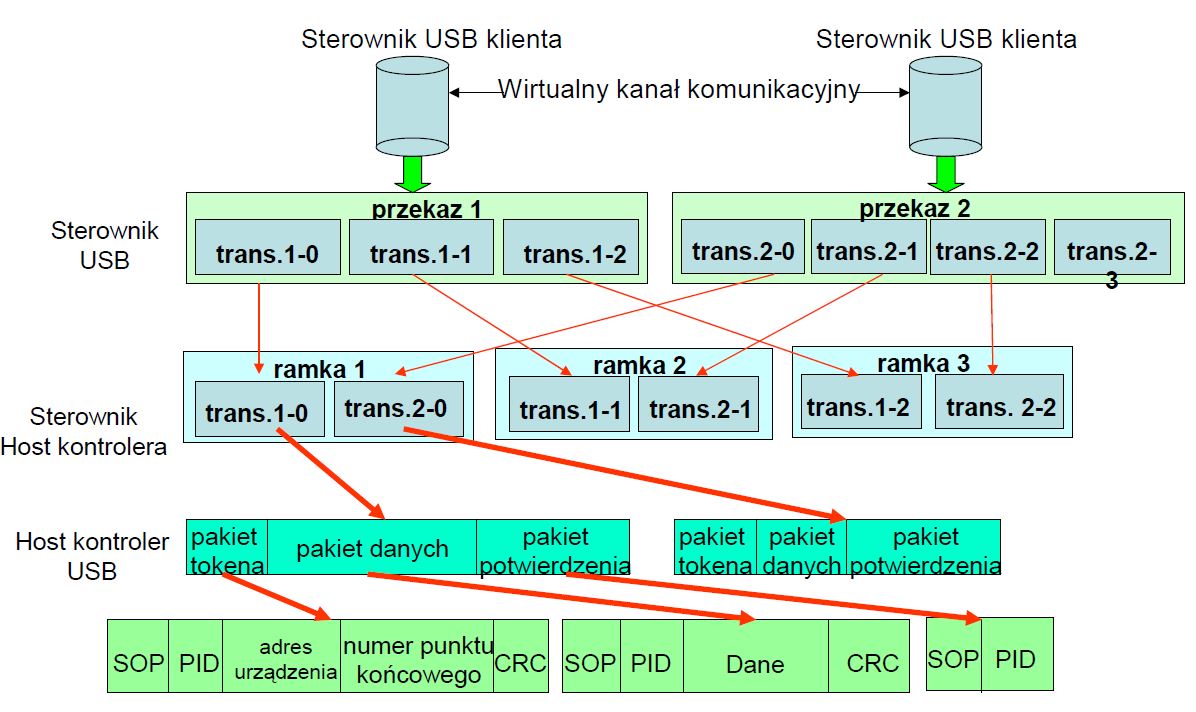 Sterownik USB klienta
Sterownik USB klienta
Wirtualny kanał komunikacyjny
Sterownik
USB
przekaz 1
trans.1-0
trans.1-1
trans.1-2
przekaz 2
trans.2-0
trans.2-1
trans.2-2
trans.2-
3
Sterownik
Host kontrolera
ramka 1
trans.1-0
trans.2-0
ramka 2
trans.1-1
trans.2-1
ramka 3
trans.1-2
trans. 2-2
Host kontroler
USB
pakiet
tokena
pakiet danych
pakiet
potwierdzenia
pakiet
tokena
pakiet
danych
pakiet
potwierdzenia
SOP
PID
adres
urządzenia
numer punktu
końcowego
CRC
SOP
PID
Dane
CRC
SOP
PID